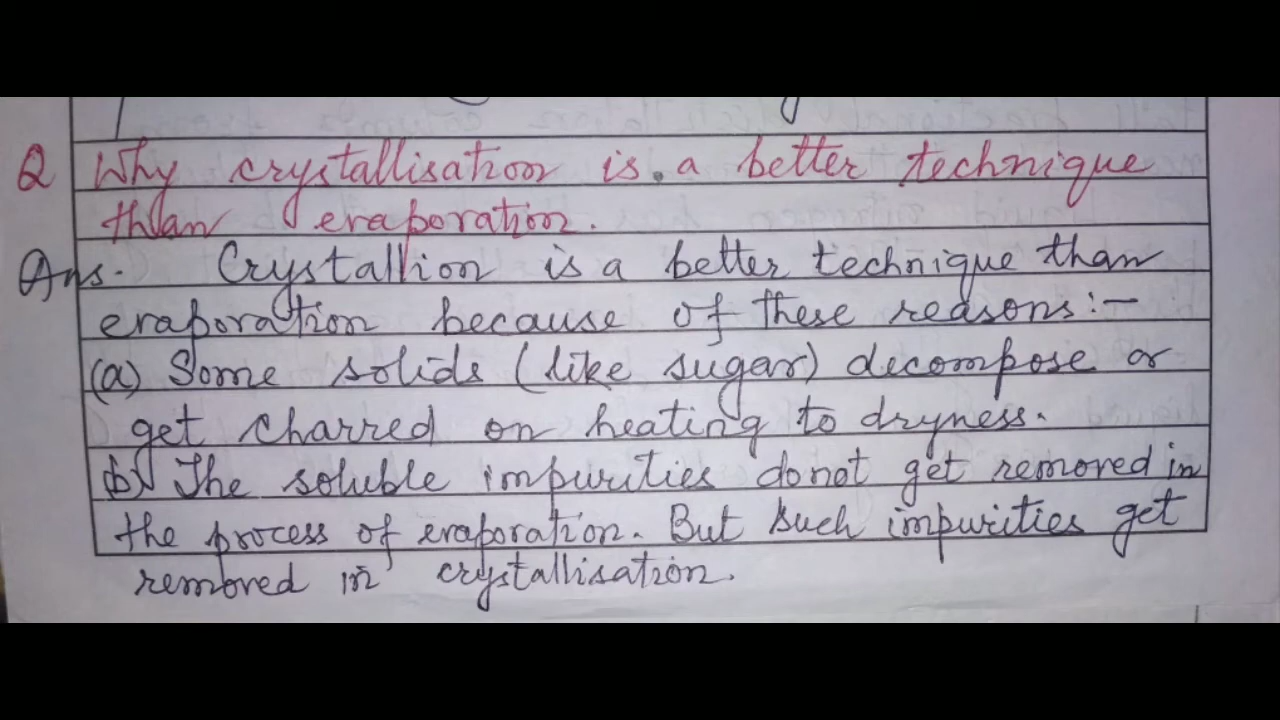 Q Why crystallisation is a better technique
than evaporation.
Ans. Crystallion is a better technique than
evaporation because of these reasons:-
(a) Some solids (like sugar) decompose or
get charred on heating to dryness.
(b) The soluble impurities donot get removed in
the process of evaporation. But such impurities get
removed in crystallisation.